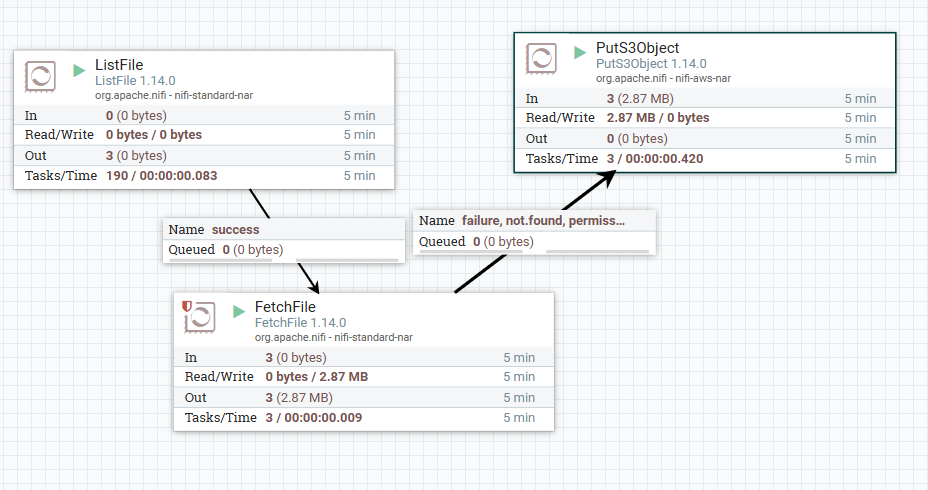 ListFile
ListFile 1.14.0
org.apache.nifi - nifi-standard-nar
In 0 (0 bytes) 5 min
Read/Write 0 bytes / 0 bytes 5 min
Out 3 (0 bytes) 5 min
Tasks/Time 190 / 00:00:00.083 5 min
PutS3Object
PutS3Object 1.14.0
org.apache.nifi - nifi-aws-nar
In 3 (2.87 MB) 5 min
Read/Write 2.87 MB / 0 bytes 5 min
Out 0 (0 bytes) 5 min
Tasks/Time 3 / 00:00:00.420 5 min
Name success
Queued 0 (0 bytes)
Name failure, not.found, permiss...
Queued 0 (0 bytes)
FetchFile
FetchFile 1.14.0
org.apache.nifi - nifi-standard-nar
In 3 (0 bytes) 5 min
Read/Write 0 bytes / 2.87 MB 5 min
Out 3 (2.87 MB) 5 min
Tasks/Time 3 / 00:00:00.009 5 min